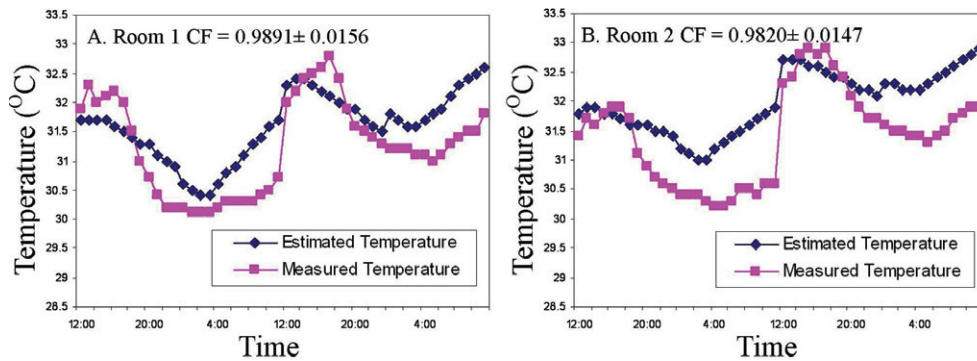 A. Room 1 CF = 0.9891± 0.0156
Temperature (°C)
33.5
33
32.5
32
31.5
31
30.5
30
29.5
29
28.5
Estimated Temperature
Measured Temperature
12:00 20:00 4:00 12:00 20:00 4:00
Time
B. Room 2 CF = 0.9820± 0.0147
Temperature (°C)
33.5
33
32.5
32
31.5
31
30.5
30
29.5
29
28.5
Estimated Temperature
Measured Temperature
12:00 20:00 4:00 12:00 20:00 4:00
Time